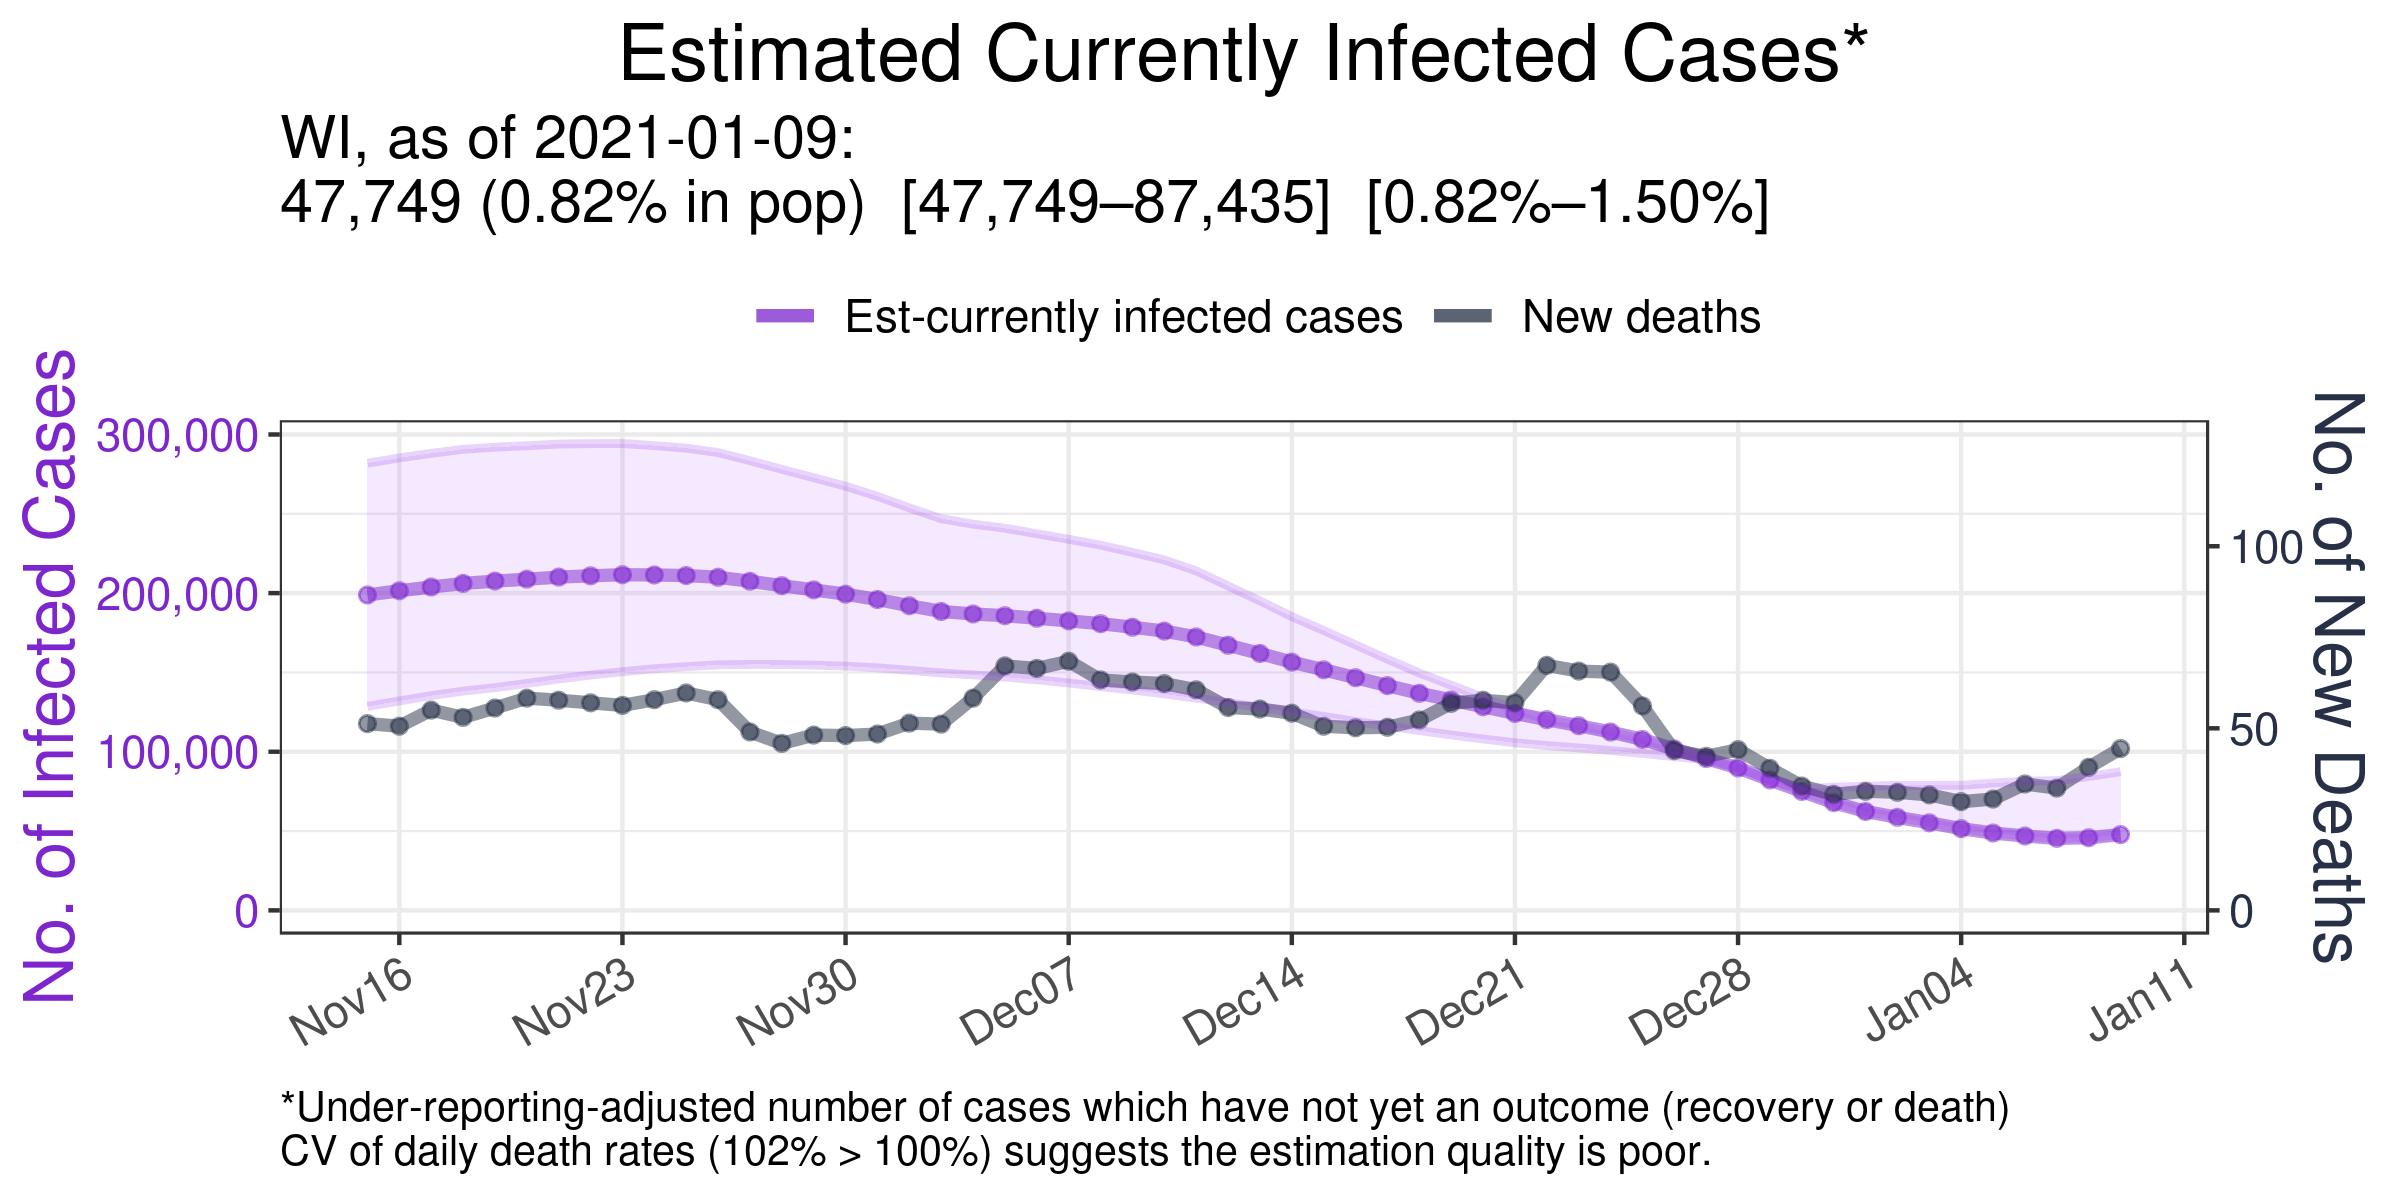 Estimated Currently Infected Cases*
WI, as of 2021-01-09:
47,749 (0.82% in pop)  [47,749–87,435]  [0.82%–1.50%]
Est-currently infected cases
New deaths
No. of Infected Cases
300,000
200,000
100,000
0
No. of New Deaths
100
50
0
Nov16
Nov23
Nov30
Dec07
Dec14
Dec21
Dec28
Jan04
Jan11
*Under-reporting-adjusted number of cases which have not yet an outcome (recovery or death)
CV of daily death rates (102% > 100%) suggests the estimation quality is poor.